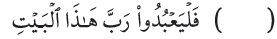 (      ) فَلْيَعْبُدُوا۟ رَبَّ هَـٰذَا ٱلْبَيْتِ